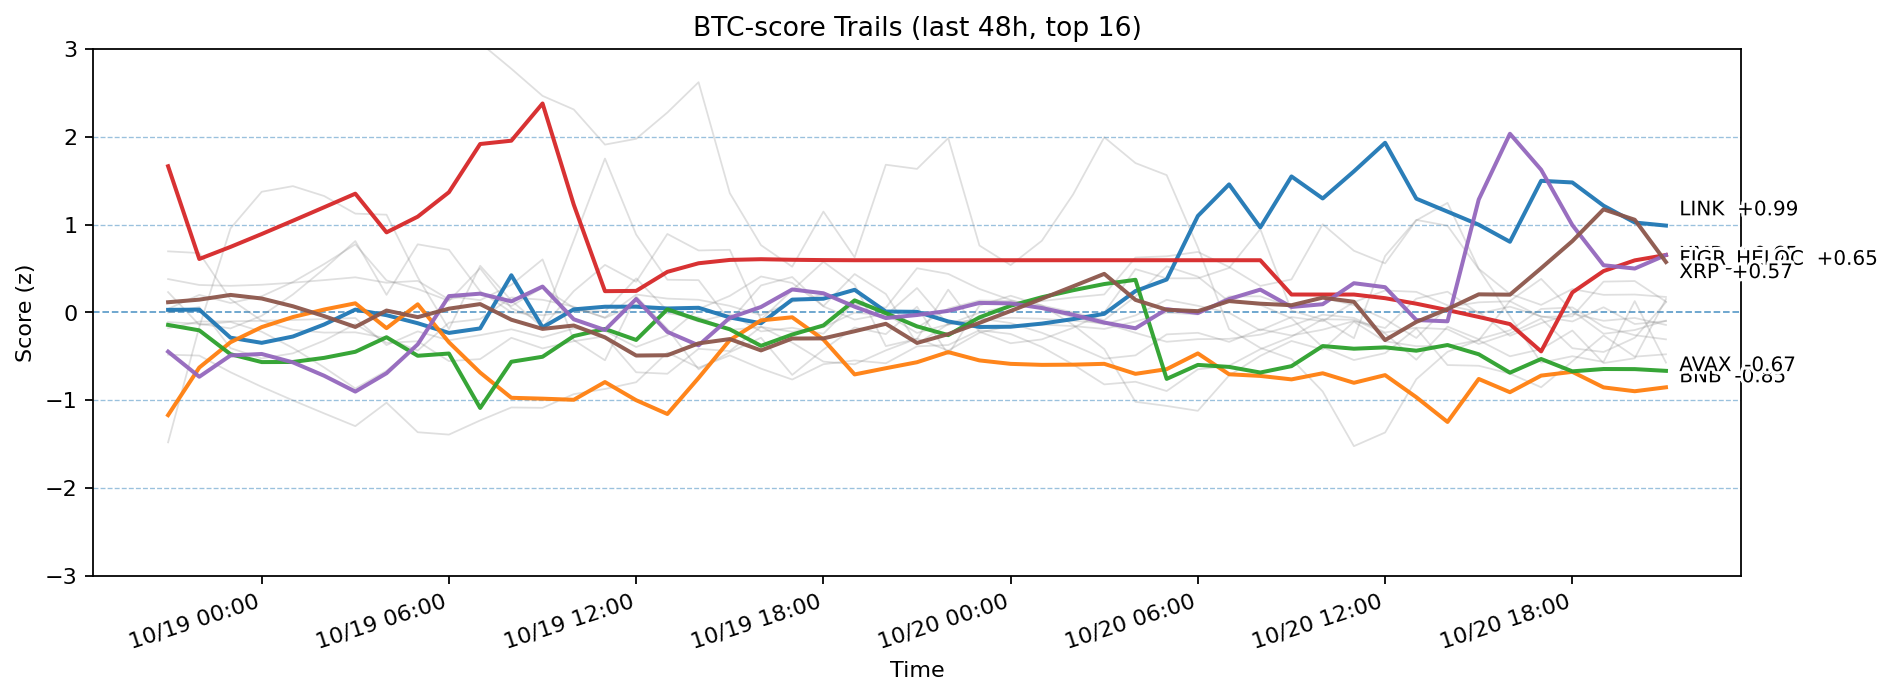 BTC-score Trails (last 48h, top 16)
Score (z)
3
2
1
0
−1
−2
−3
LINK +0.99
FIGR_HELOC +0.65
XRP +0.57
AVAX -0.67
BNB -0.85
10/19 00:00
10/19 06:00
10/19 12:00
10/19 18:00
10/20 00:00
10/20 06:00
10/20 12:00
10/20 18:00
Time